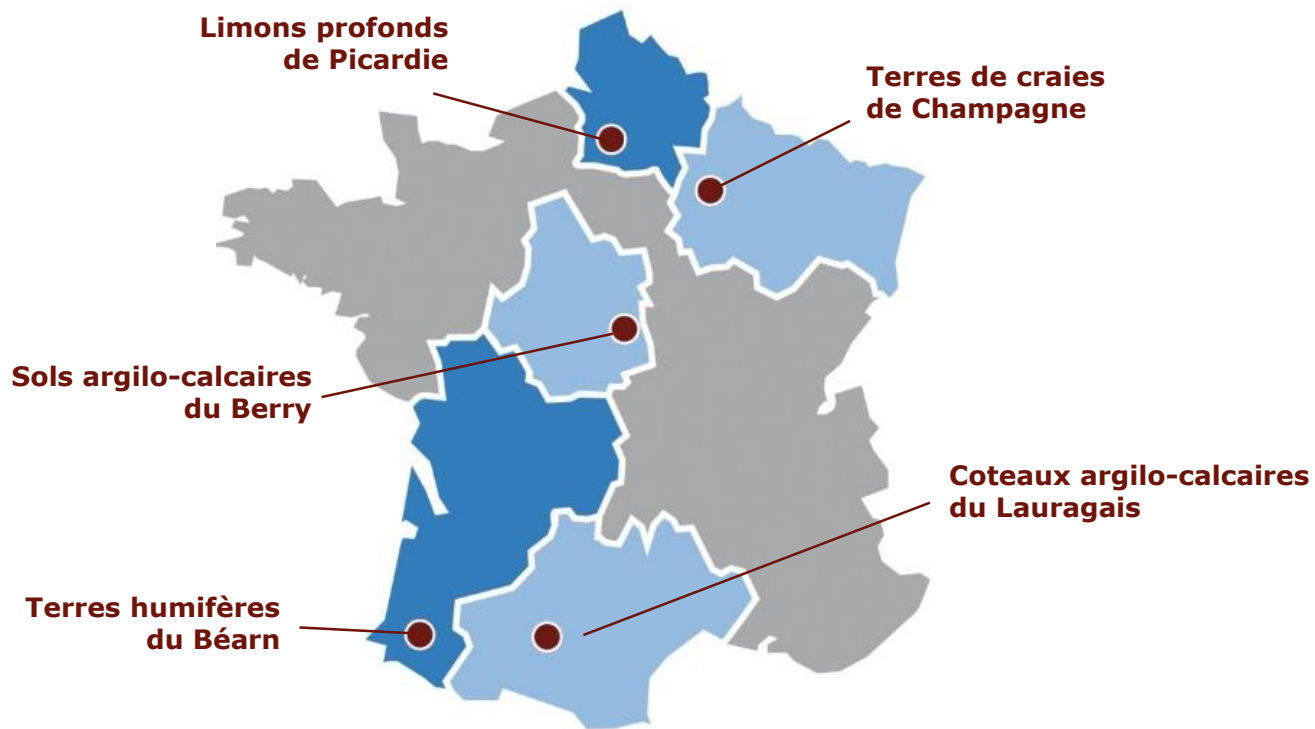 Limons profonds
de Picardie
Terres de craies
de Champagne
Sols argilo-calcaires
du Berry
Coteaux argilo-calcaires
du Lauragais
Terres humifères
du Béarn